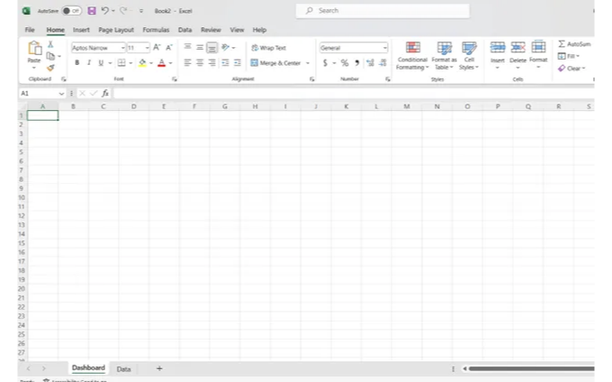 AutoSave Off Book2 - Excel Search
File Home Insert Page Layout Formulas Data Review View Help
Aptos Narrow 11 A^ A˅ Wrap Text General AutoSum
Paste B I U A Merge & Center $ % 9 Conditional Formatting Format as Table Cell Styles Insert Delete Format Fill
Clear
Clipboard Font Alignment Number Styles Cells
A1 fx
A B C D E F G H I J K L M N O P Q R S
1
2
3
4
5
6
7
8
9
10
11
12
13
14
15
16
17
18
19
20
21
22
23
24
25
26
27
28
Dashboard Data +
Ready